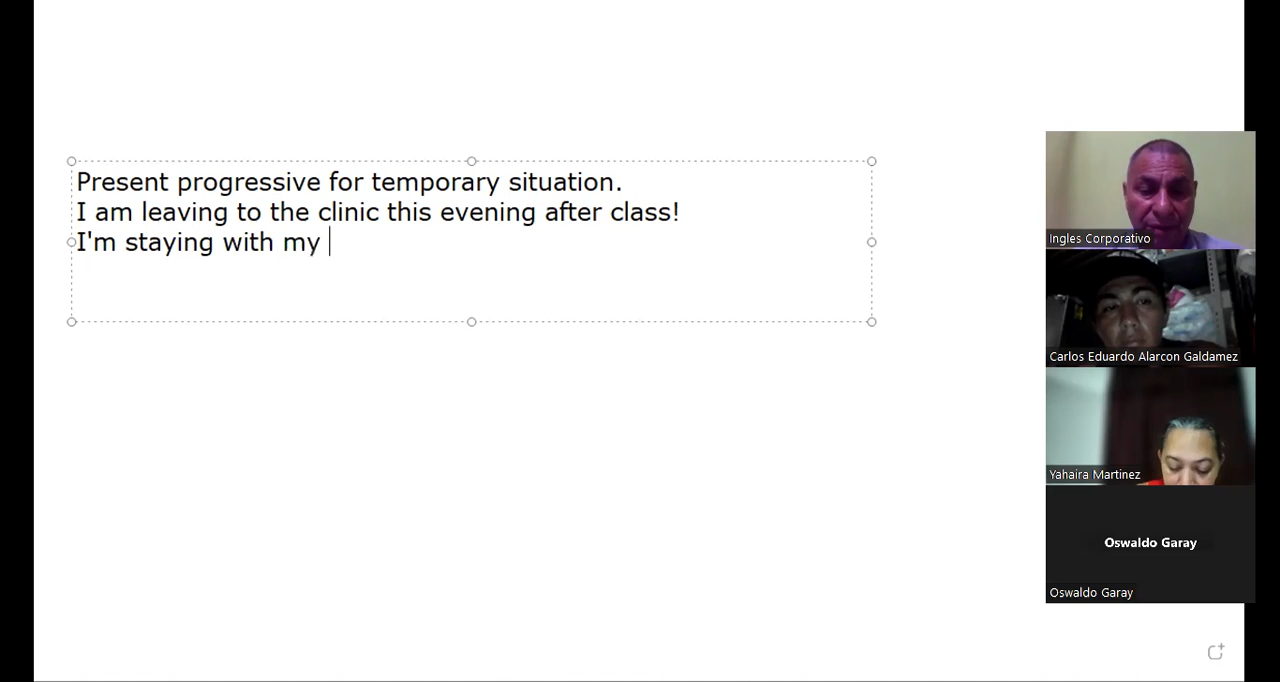 Present progressive for temporary situation.
I am leaving to the clinic this evening after class!
I'm staying with my
Ingles Corporativo
Carlos Eduardo Alarcon Galdamez
Yahaira Martinez
Oswaldo Garay
Oswaldo Garay